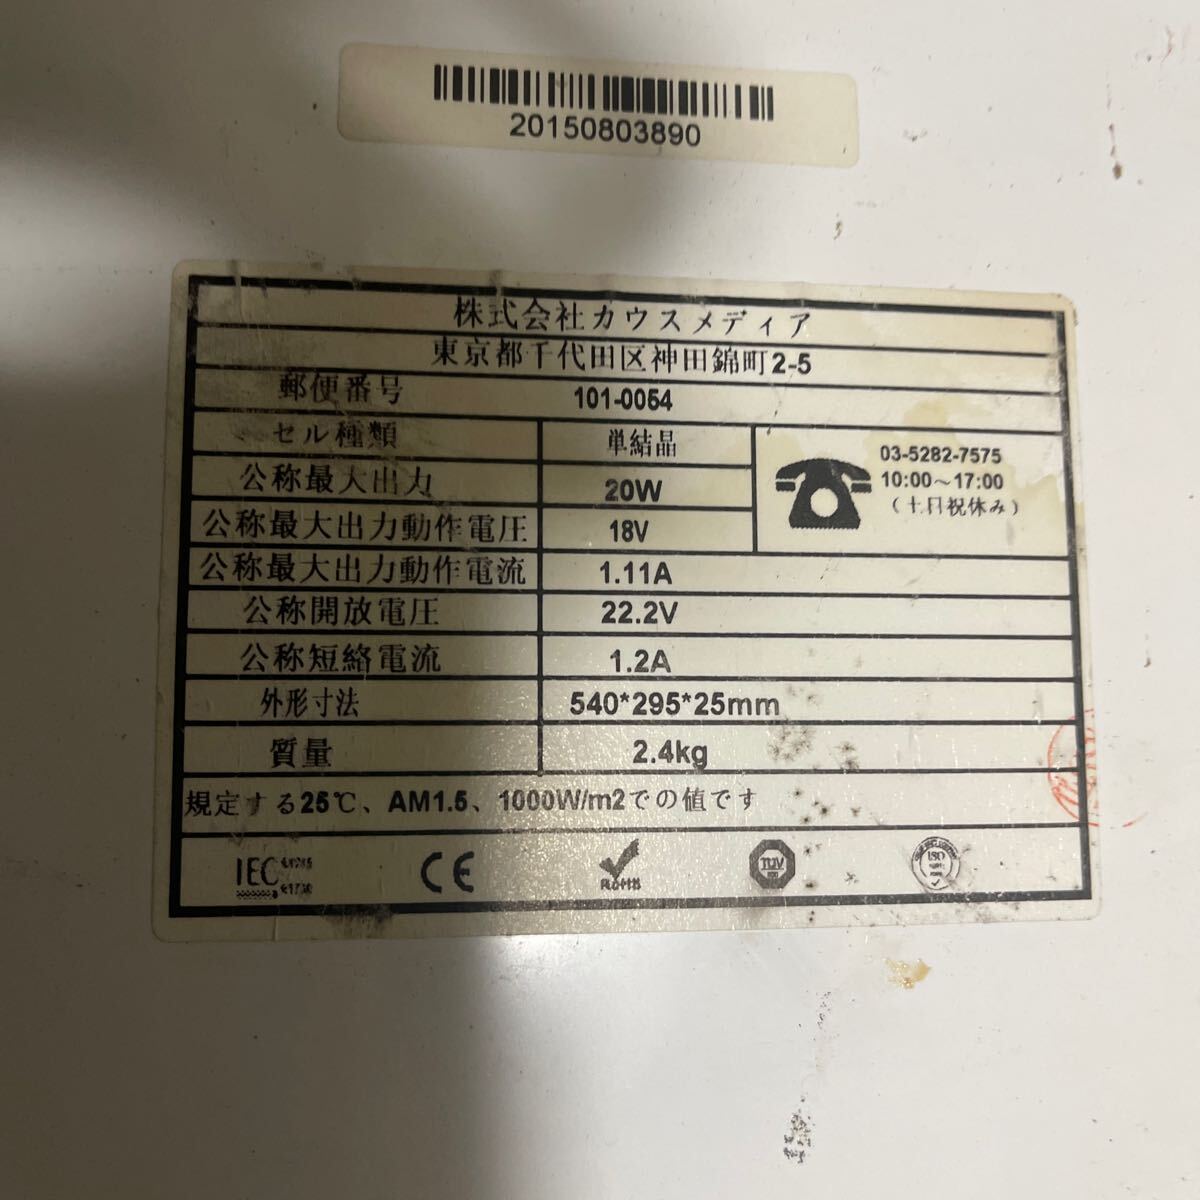 20150803890
株式会社カウスメディア
東京都千代田区神田錦町2-5
郵便番号 101-0054
セル種類 単結晶
03-5282-7575
10:00～17:00
（土日祝休み）
公称最大出力 20W
公称最大出力動作電圧 18V
公称最大出力動作電流 1.11A
公称開放電圧 22.2V
公称短絡電流 1.2A
外形寸法 540*295*25mm
質量 2.4kg
規定する25℃、AM1.5、1000W/m2での値です
IEC CE RoHS TÜV ISO